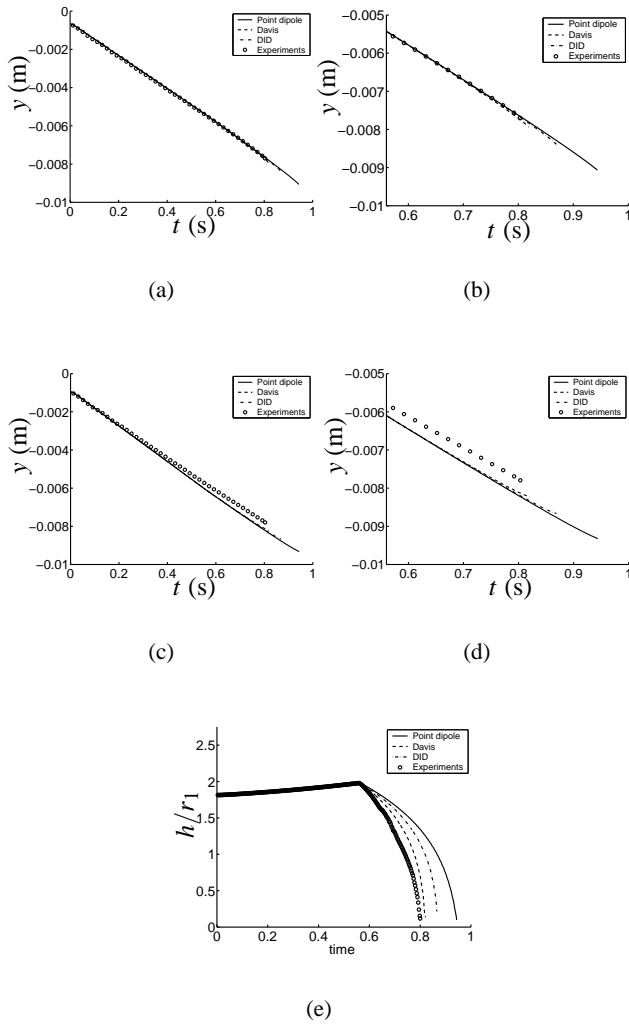 0
−0.002
−0.004
−0.006
−0.008
−0.01
0 0.2 0.4 0.6 0.8 1
y (m)
t (s)
Point dipole
Davis
DID
Experiments
(a)
−0.005
−0.006
−0.007
−0.008
−0.009
−0.01
0.6 0.7 0.8 0.9 1
y (m)
t (s)
Point dipole
Davis
DID
Experiments
(b)
0
−0.002
−0.004
−0.006
−0.008
−0.01
0 0.2 0.4 0.6 0.8 1
y (m)
t (s)
Point dipole
Davis
DID
Experiments
(c)
−0.005
−0.006
−0.007
−0.008
−0.009
−0.01
0.6 0.7 0.8 0.9 1
y (m)
t (s)
Point dipole
Davis
DID
Experiments
(d)
2.5
2
1.5
1
0.5
0
0 0.2 0.4 0.6 0.8 1
h/r1
time
Point dipole
Davis
DID
Experiments
(e)